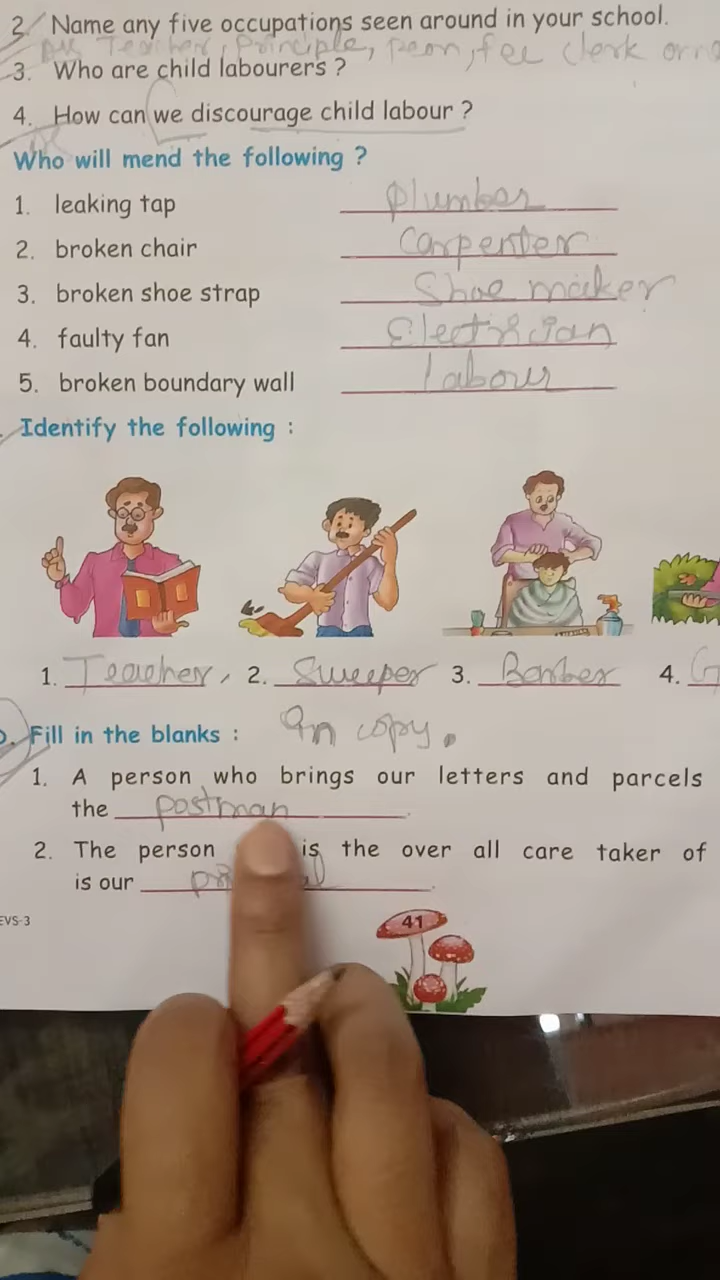 2. Name any five occupations seen around in your school.
Teacher, Principle, peon, fee clerk
3. Who are child labourers ?
4. How can we discourage child labour ?
Who will mend the following ?
1. leaking tap plumber
2. broken chair Carpenter
3. broken shoe strap Shoe maker
4. faulty fan Electrician
5. broken boundary wall labour
Identify the following :
1. Teacher, 2. Sweeper 3. Barber 4. G
Fill in the blanks : In copy.
1. A person who brings our letters and parcels
the postman
2. The person is the over all care taker of
is our
EVS-3
41